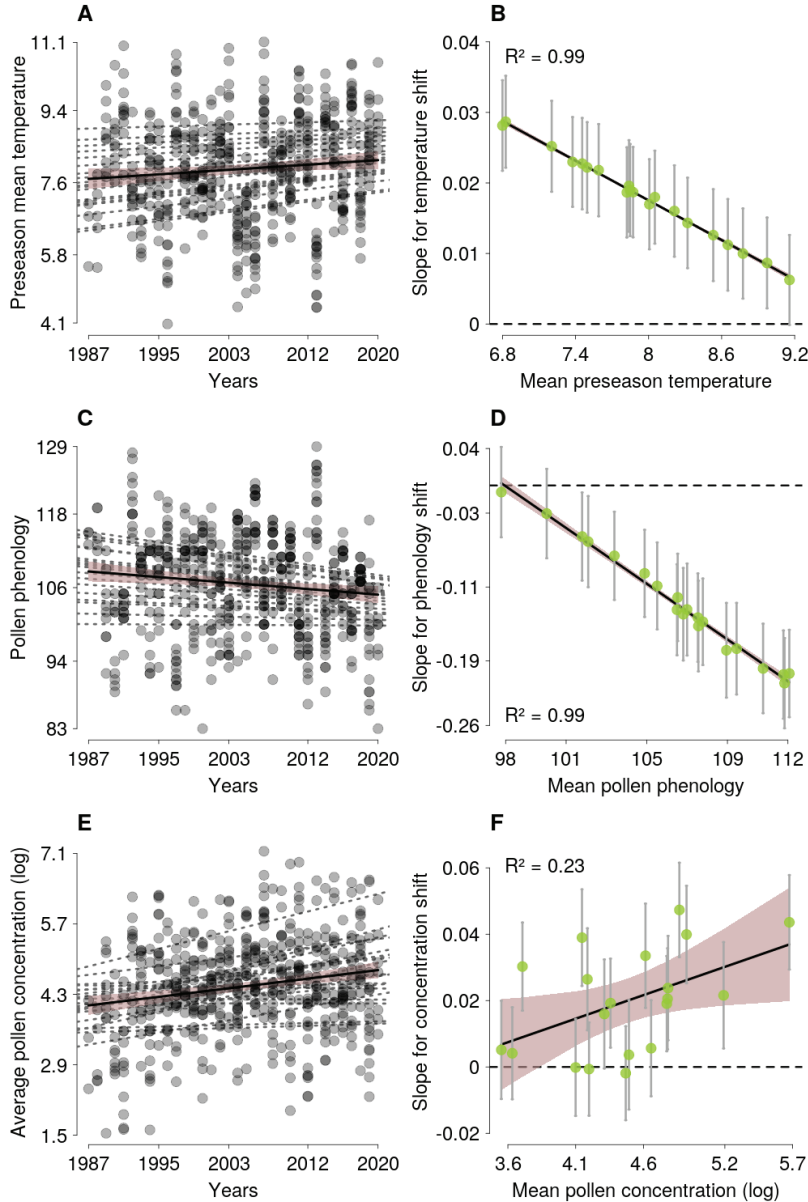 A
Preseason mean temperature
11.1
9.4
7.6
5.8
4.1
1987 1995 2003 2012 2020
Years
B
Slope for temperature shift
0.04
0.03
0.02
0.01
0
R² = 0.99
6.8 7.4 8 8.6 9.2
Mean preseason temperature
C
Pollen phenology
129
118
106
94
83
1987 1995 2003 2012 2020
Years
D
Slope for phenology shift
0.04
-0.03
-0.11
-0.19
-0.26
R² = 0.99
98 101 105 109 112
Mean pollen phenology
E
Average pollen concentration (log)
7.1
5.7
4.3
2.9
1.5
1987 1995 2003 2012 2020
Years
F
Slope for concentration shift
0.06
0.04
0.02
0.00
-0.02
R² = 0.23
3.6 4.1 4.6 5.2 5.7
Mean pollen concentration (log)